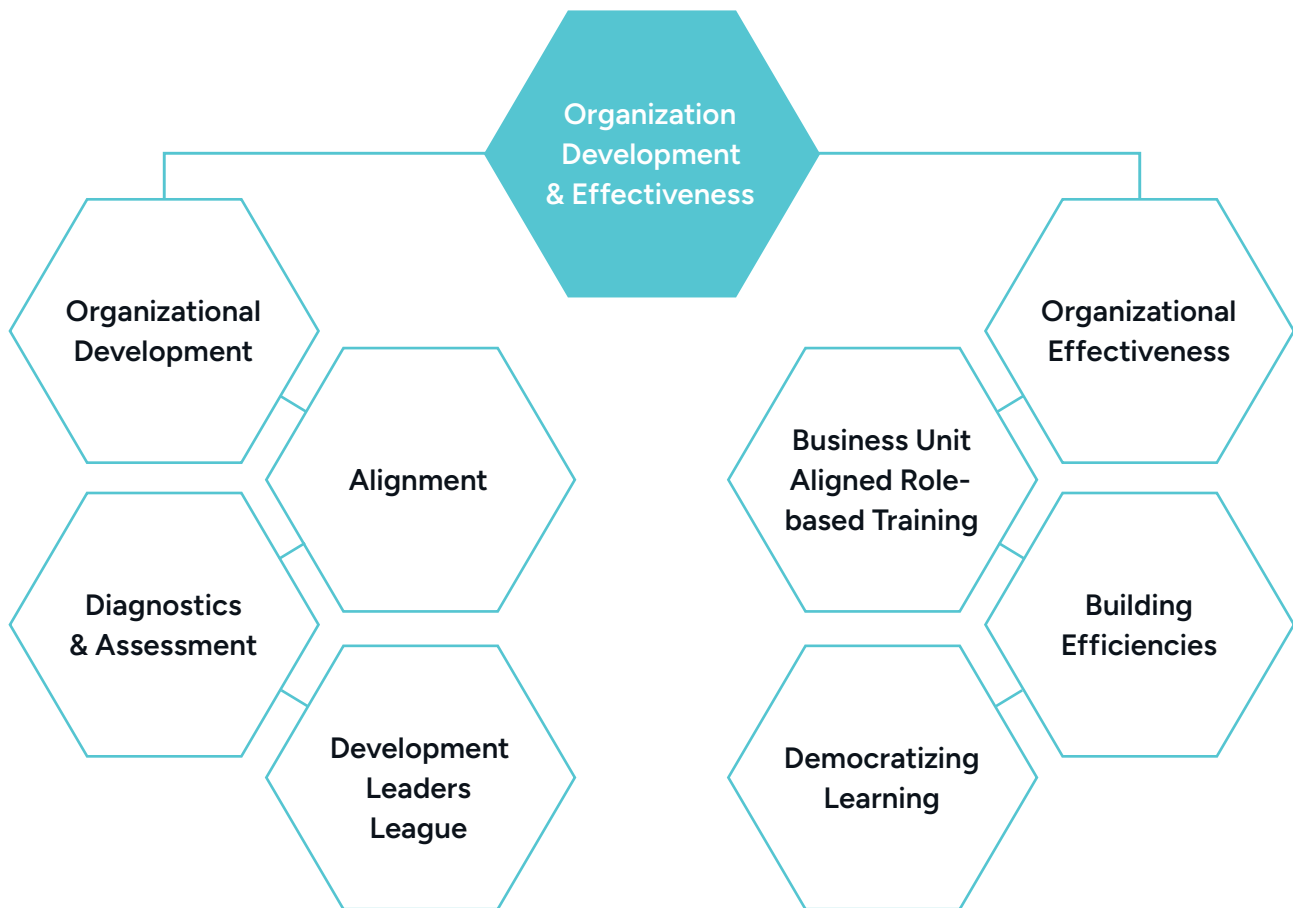 Organization
Development
& Effectiveness
Organizational
Development
Alignment
Diagnostics
& Assessment
Development
Leaders
League
Organizational
Effectiveness
Business Unit
Aligned Role-
based Training
Building
Efficiencies
Democratizing
Learning